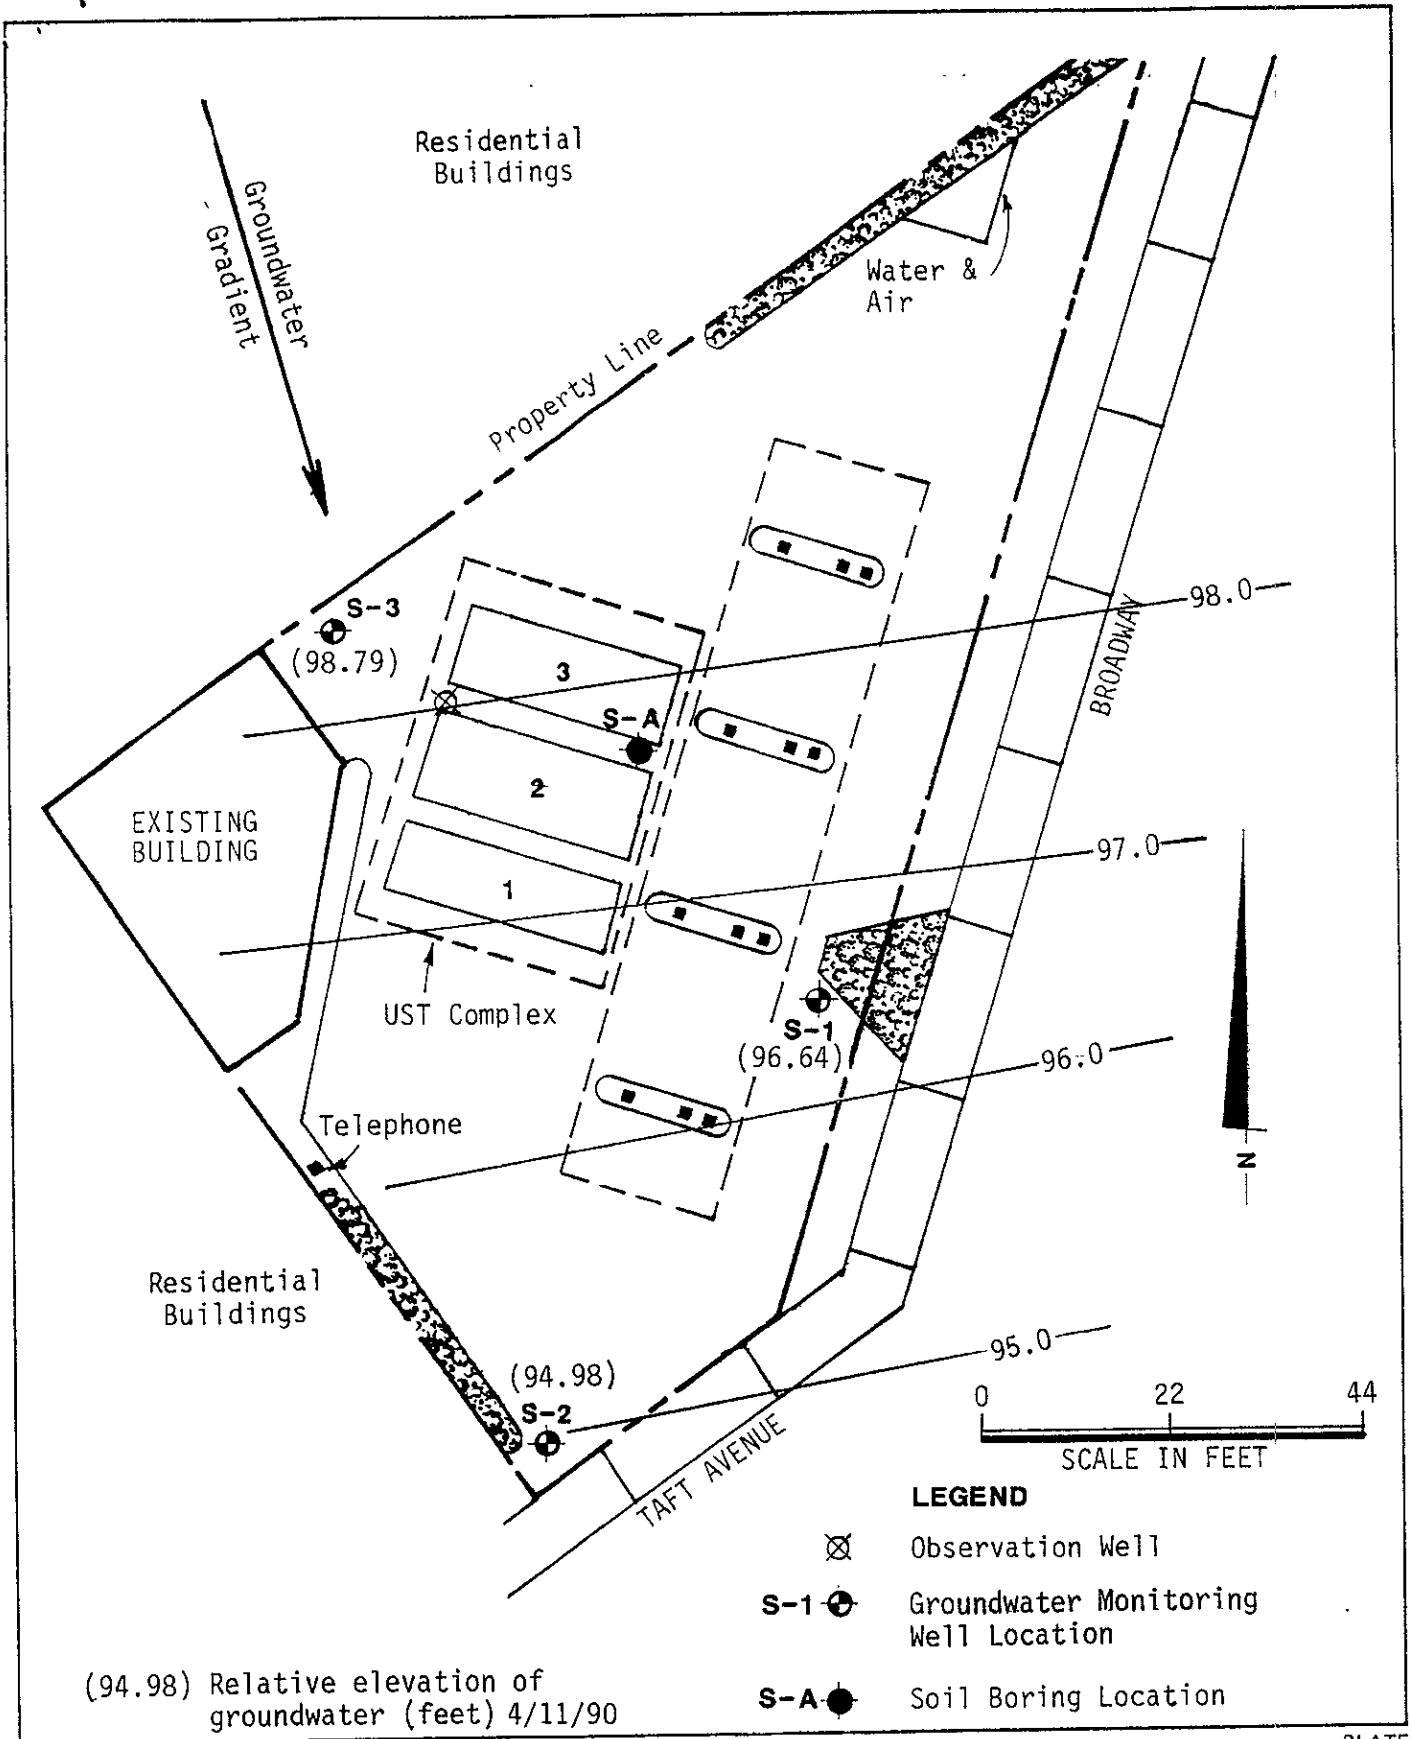 Residential
Buildings
Groundwater
Gradient
Water &
Air
Property Line
S-3
(98.79)
98.0
3
S-A
BROADWAY
2
EXISTING
BUILDING
97.0
1
UST Complex
S-1
(96.64)
96.0
Telephone
N
Residential
Buildings
95.0
(94.98)
S-2
0 22 44
SCALE IN FEET
TAFT AVENUE
LEGEND
Observation Well
S-1 Groundwater Monitoring
Well Location
(94.98) Relative elevation of
groundwater (feet) 4/11/90
S-A Soil Boring Location